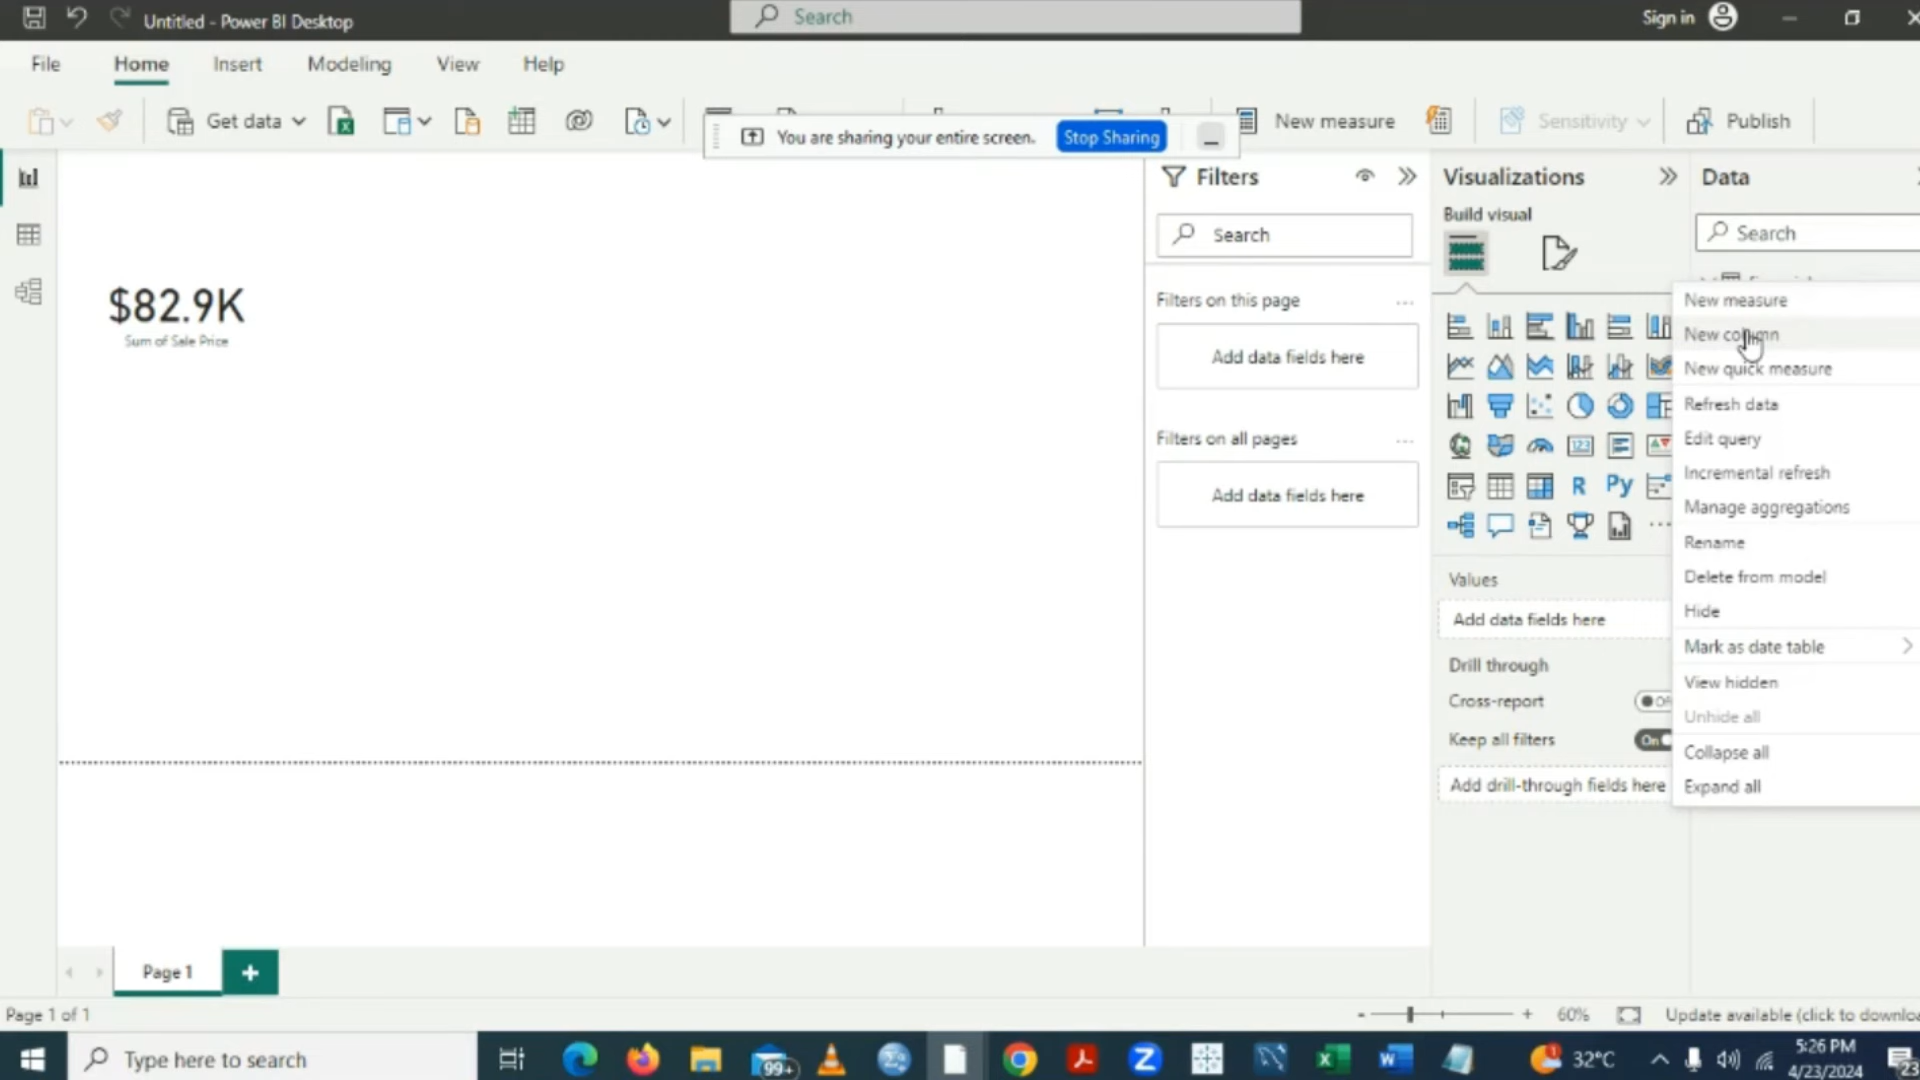 Untitled - Power BI Desktop
Search
Sign in
File Home Insert Modeling View Help
Get data
New measure
Sensitivity
Publish
You are sharing your entire screen.
Stop Sharing
Filters
Visualizations
Data
Build visual
Search
Search
$82.9K
Sum of Sale Price
Filters on this page
Add data fields here
Filters on all pages
Add data fields here
123
R
Py
Values
Add data fields here
Drill through
Cross-report
Keep all filters
On
Add drill-through fields here
New measure
New column
New quick measure
Refresh data
Edit query
Incremental refresh
Manage aggregations
Rename
Delete from model
Hide
Mark as date table
View hidden
Unhide all
Collapse all
Expand all
Page 1
Page 1 of 1
- + 60%
Update available (click to downloa
Type here to search
99+
32°C
5:26 PM
4/23/2024
23